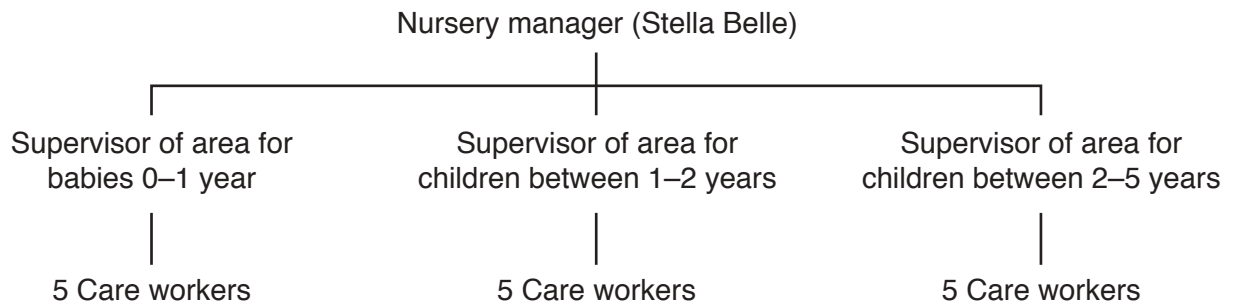 Nursery manager (Stella Belle)
Supervisor of area for
babies 0–1 year
Supervisor of area for
children between 1–2 years
Supervisor of area for
children between 2–5 years
5 Care workers
5 Care workers
5 Care workers